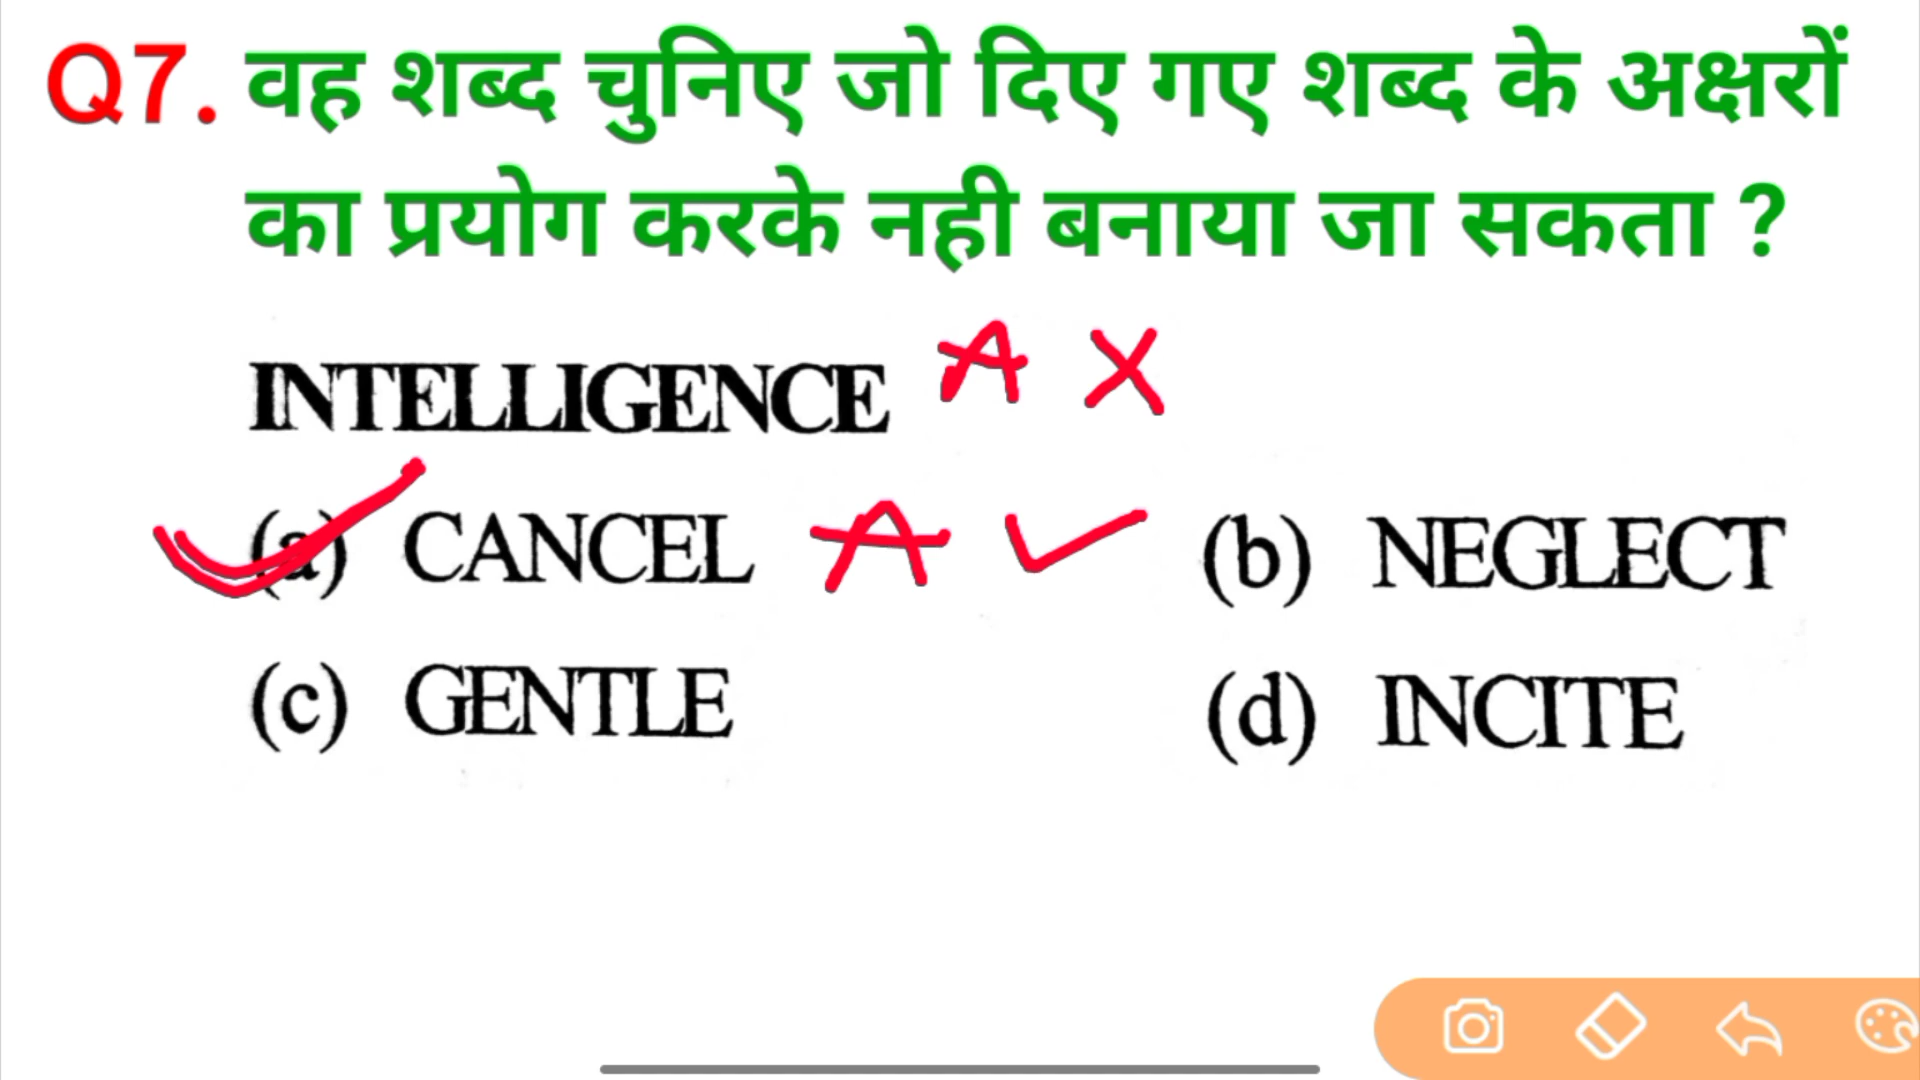 Q7. वह शब्द चुनिए जो दिए गए शब्द के अक्षरों
का प्रयोग करके नही बनाया जा सकता ?
INTELLIGENCE A X
(a) CANCEL A ✓ (b) NEGLECT
(c) GENTLE (d) INCITE